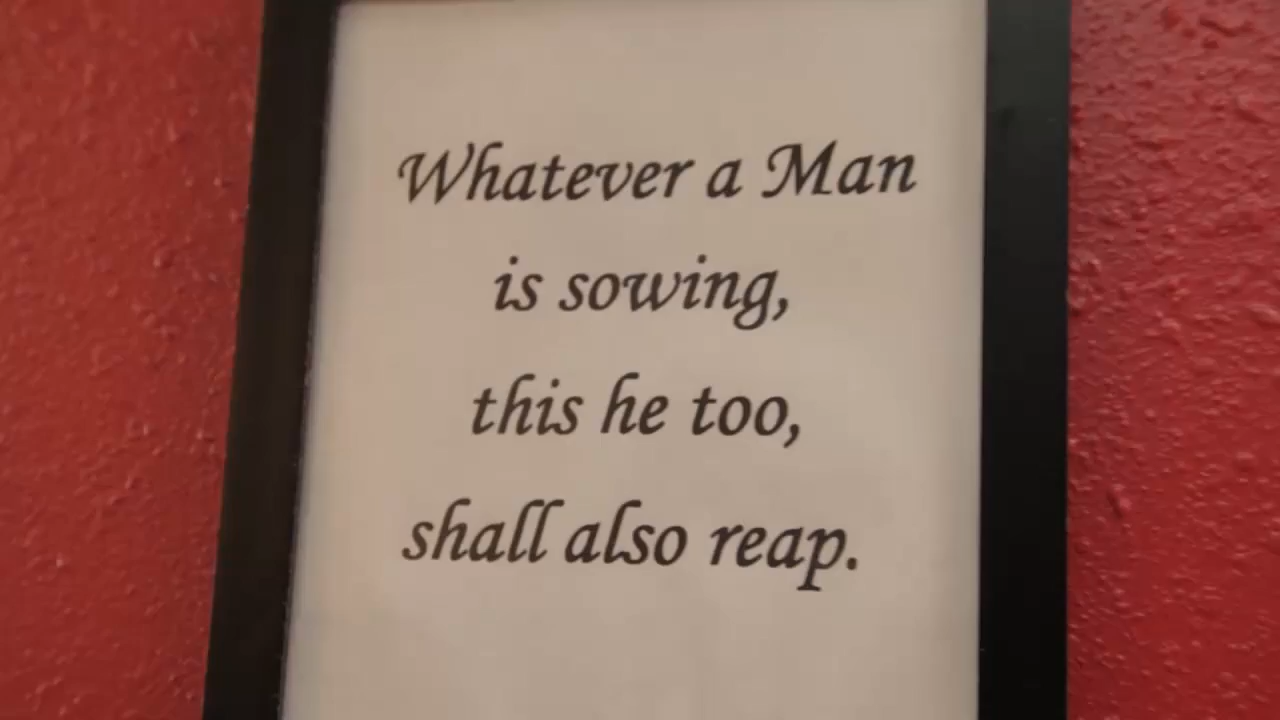 Whatever a Man
is sowing,
this he too,
shall also reap.